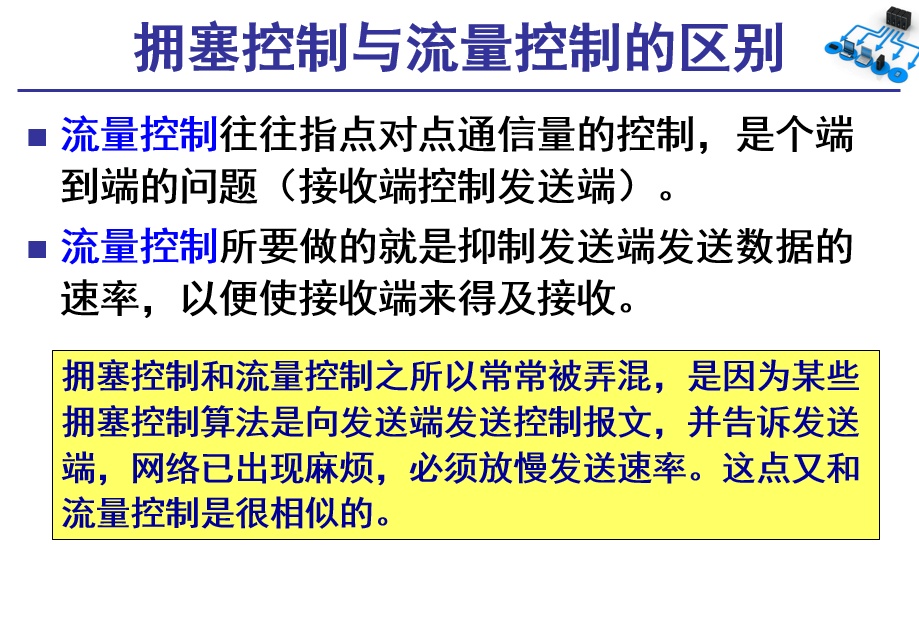 拥塞控制与流量控制的区别
流量控制往往指点对点通信量的控制，是个端
到端的问题（接收端控制发送端）。
流量控制所要做的就是抑制发送端发送数据的
速率，以便使接收端来得及接收。
拥塞控制和流量控制之所以常常被弄混，是因为某些
拥塞控制算法是向发送端发送控制报文，并告诉发送
端，网络已出现麻烦，必须放慢发送速率。这点又和
流量控制是很相似的。